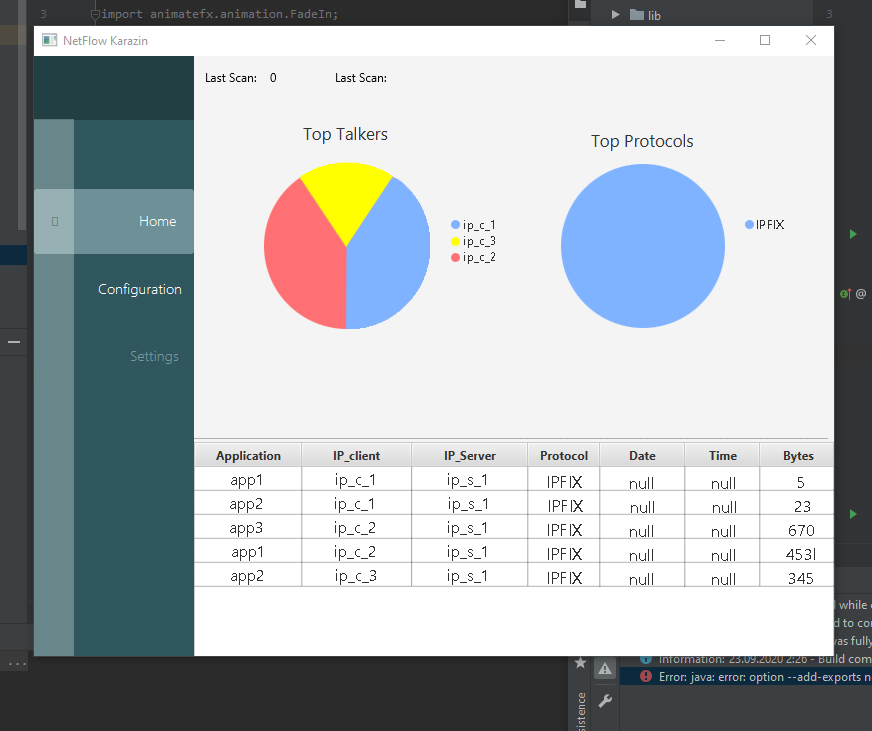 3 import animatefx.animation.FadeIn;
lib
3
NetFlow Karazin
Last Scan: 0 Last Scan:
Top Talkers
Top Protocols
ip_c_1
ip_c_3
ip_c_2
IPFIX
Home
Configuration
Settings
@
Application IP_client IP_Server Protocol Date Time Bytes
app1 ip_c_1 ip_s_1 IPFIX null null 5
app2 ip_c_1 ip_s_1 IPFIX null null 23
app3 ip_c_2 ip_s_1 IPFIX null null 670
app1 ip_c_2 ip_s_1 IPFIX null null 453l
app2 ip_c_3 ip_s_1 IPFIX null null 345
while
d to
was fully
Information: 23.09.2020 2:26 - Build com
Error: java: error: option --add-exports
sistence
...